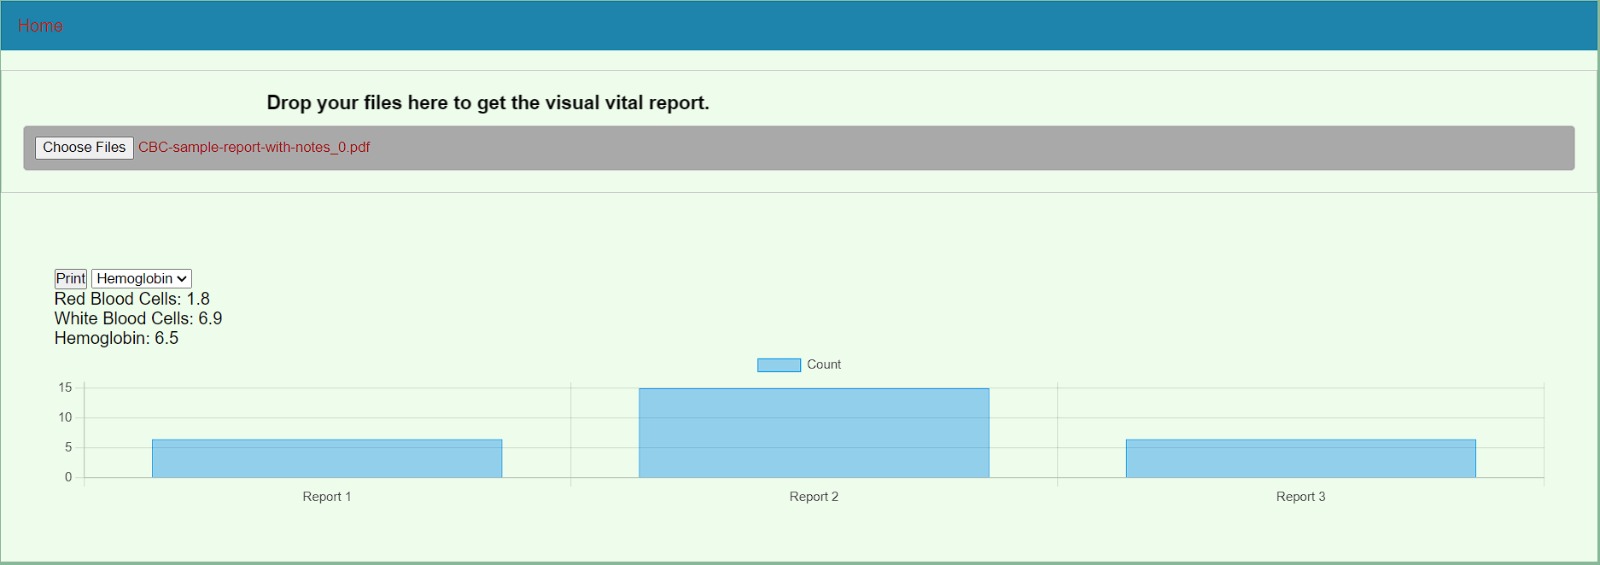 Home
Drop your files here to get the visual vital report.
Choose Files CBC-sample-report-with-notes_0.pdf
Print Hemoglobin
Red Blood Cells: 1.8
White Blood Cells: 6.9
Hemoglobin: 6.5
Count
15
10
5
0
Report 1 Report 2 Report 3